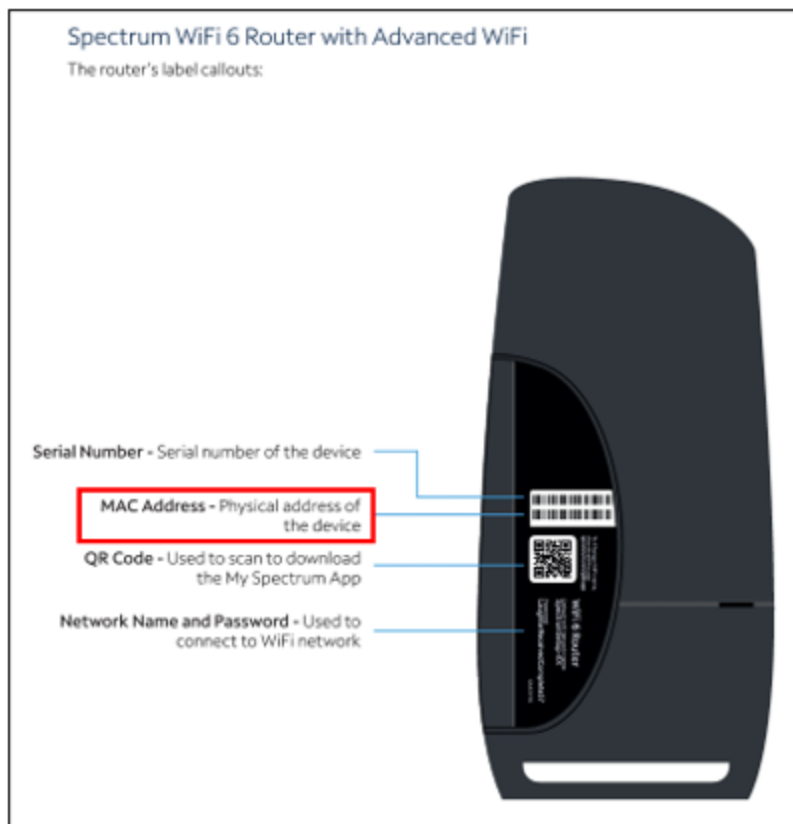 Spectrum WiFi 6 Router with Advanced WiFi
The router's label callouts:
Serial Number - Serial number of the device
MAC Address - Physical address of
the device
QR Code - Used to scan to download
the My Spectrum App
Network Name and Password - Used to
connect to WiFi network
WiFi 6 Router